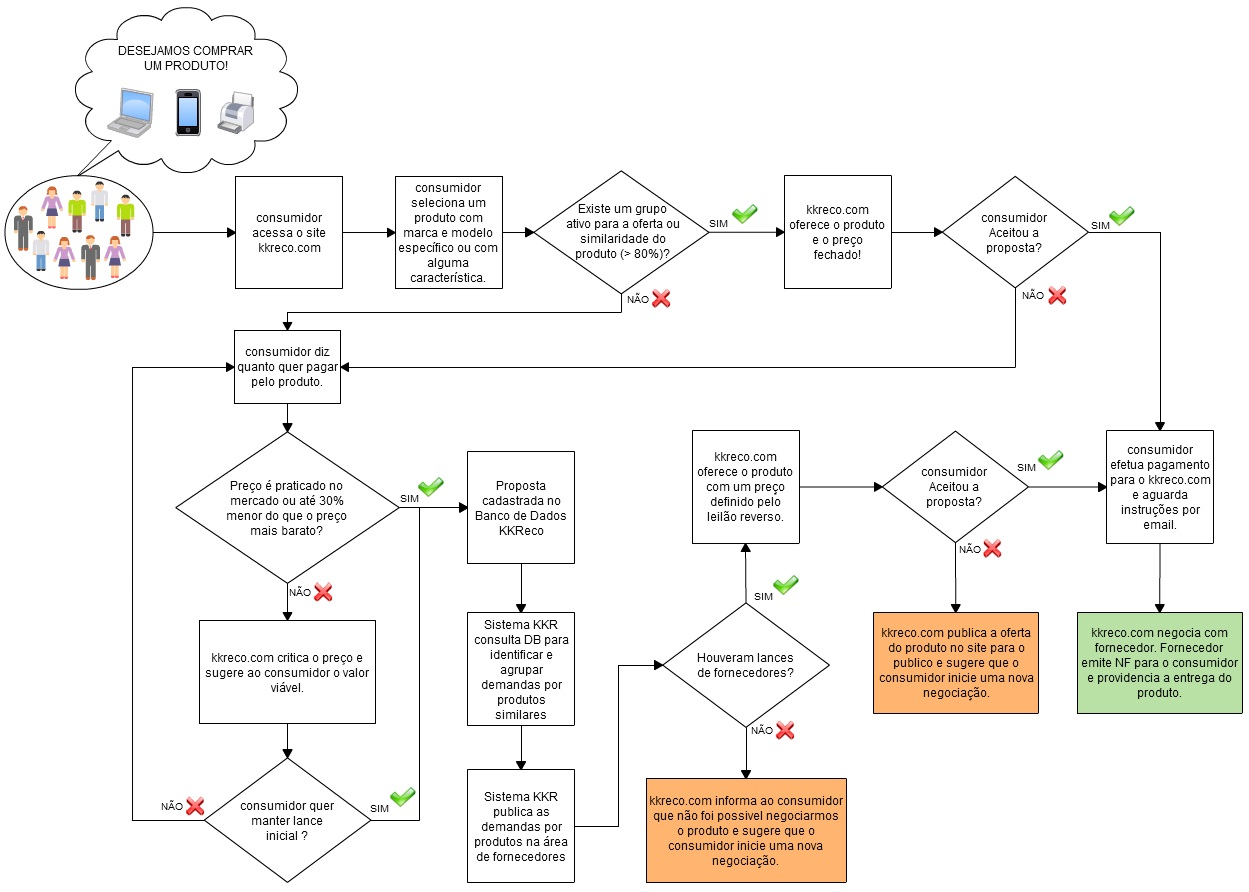 DESEJAMOS COMPRAR
UM PRODUTO!
consumidor
acessa o site
kkreco.com
consumidor
seleciona um
produto com
marca e modelo
específico ou com
alguma
característica.
Existe um grupo
ativo para a oferta ou
similaridade do
produto (> 80%)?
SIM
NÃO
kkreco.com
oferece o produto
e o preço
fechado!
consumidor
Aceitou a
proposta?
SIM
NÃO
consumidor diz
quanto quer pagar
pelo produto.
Preço é praticado no
mercado ou até 30%
menor do que o preço
mais barato?
SIM
NÃO
kkreco.com critica o preço e
sugere ao consumidor o valor
viável.
consumidor quer
manter lance
inicial ?
NÃO
SIM
Proposta
cadastrada no
Banco de Dados
KKReco
Sistema KKR
consulta DB para
identificar e
agrupar
demandas por
produtos
similares
Sistema KKR
publica as
demandas por
produtos na área
de fornecedores
Houveram lances
de fornecedores?
SIM
NÃO
kkreco.com
oferece o produto
com um preço
definido pelo
leilão reverso.
kkreco.com informa ao consumidor
que não foi possivel negociarmos
o produto e sugere que o
consumidor inicie uma nova
negociação.
consumidor
Aceitou a
proposta?
SIM
NÃO
kkreco.com publica a oferta
do produto no site para o
publico e sugere que o
consumidor inicie uma nova
negociação.
consumidor
efetua pagamento
para o kkreco.com
e aguarda
instruções por
email.
kkreco.com negocia com
fornecedor. Fornecedor
emite NF para o consumidor
e providencia a entrega do
produto.